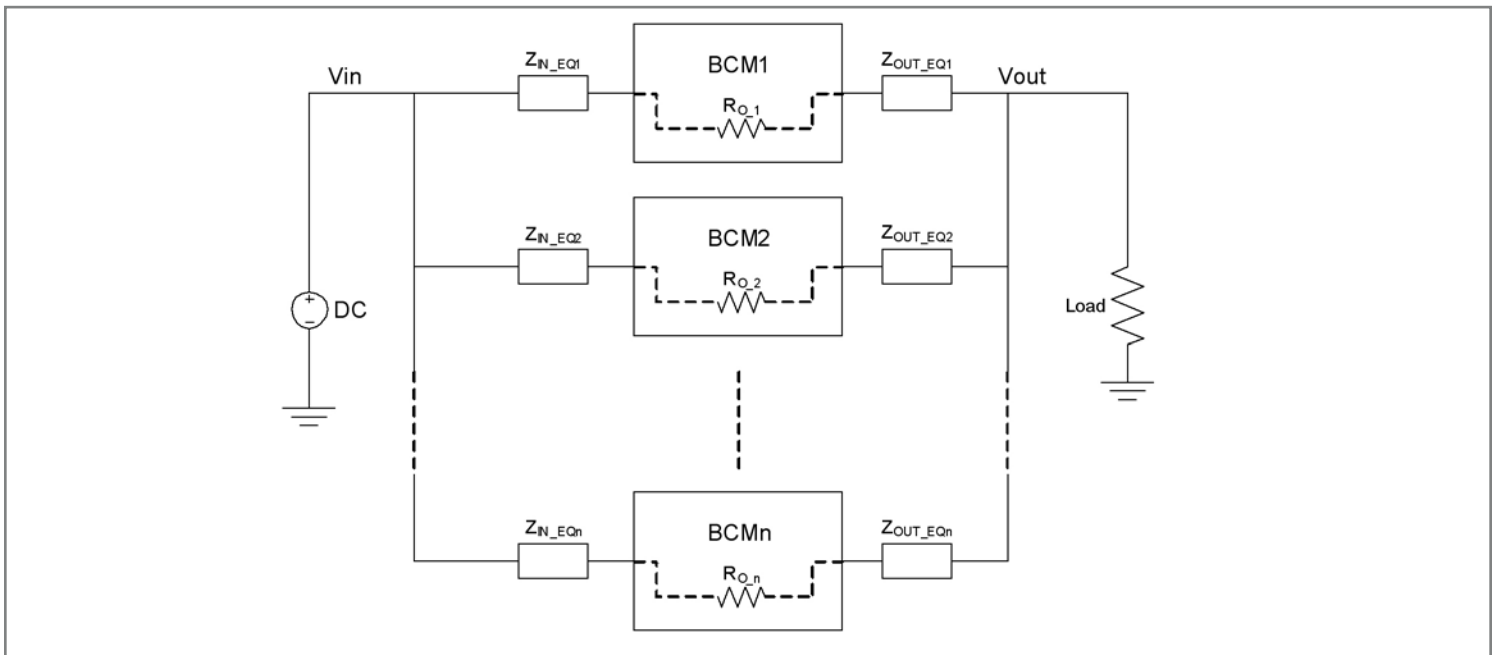 Vin
Z_IN_EQ1
BCM1
R_O_1
Z_OUT_EQ1
Vout
Z_IN_EQ2
BCM2
R_O_2
Z_OUT_EQ2
+
−
DC
Load
Z_IN_EQn
BCMn
R_O_n
Z_OUT_EQn